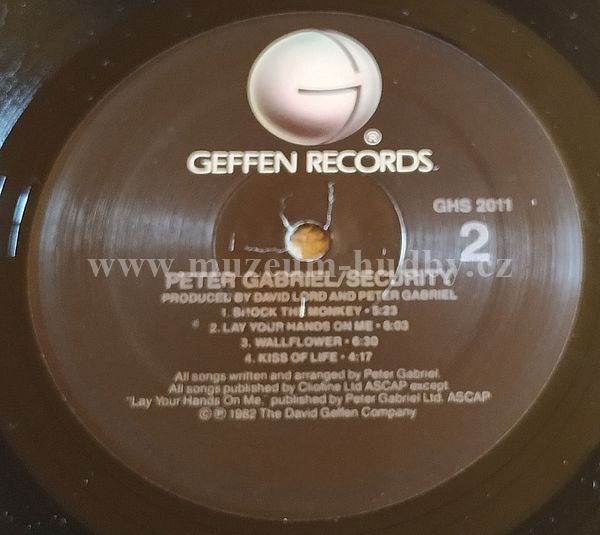 GEFFEN RECORDS®
GHS 2011
2
www.muzeum-hudby.cz
PETER GABRIEL/SECURITY
PRODUCED BY DAVID LORD AND PETER GABRIEL
1. SHOCK THE MONKEY • 5:23
2. LAY YOUR HANDS ON ME • 6:03
3. WALLFLOWER • 6:30
4. KISS OF LIFE • 4:17
All songs written and arranged by Peter Gabriel.
All songs published by Cliofine Ltd ASCAP except
"Lay Your Hands On Me," published by Peter Gabriel Ltd. ASCAP
© ℗ 1982 The David Geffen Company